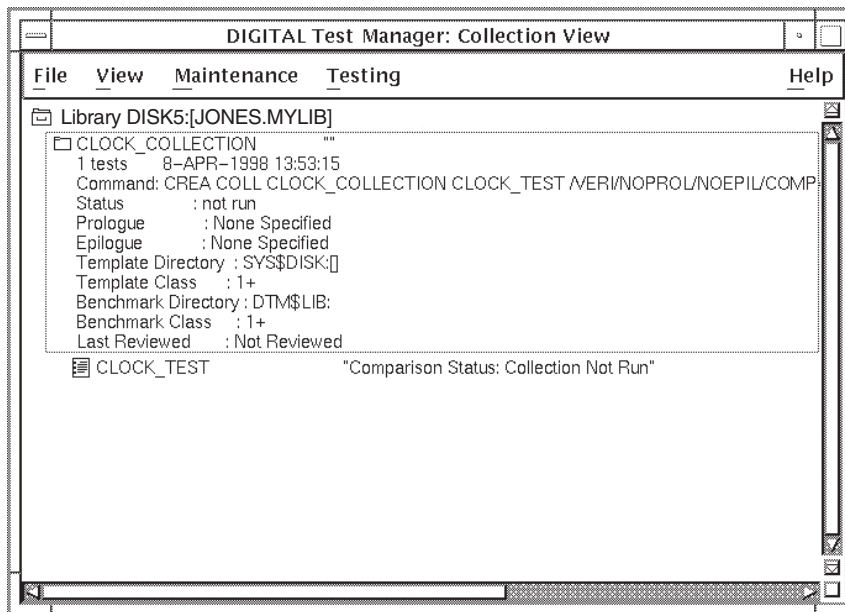 DIGITAL Test Manager: Collection View
File View Maintenance Testing Help
Library DISK5:[JONES.MYLIB]
CLOCK_COLLECTION ""
1 tests 8-APR-1998 13:53:15
Command: CREA COLL CLOCK_COLLECTION CLOCK_TEST /VERI/NOPROL/NOEPIL/COMP
Status : not run
Prologue : None Specified
Epilogue : None Specified
Template Directory : SYS$DISK:[]
Template Class : 1+
Benchmark Directory : DTM$LIB:
Benchmark Class : 1+
Last Reviewed : Not Reviewed
CLOCK_TEST "Comparison Status: Collection Not Run"